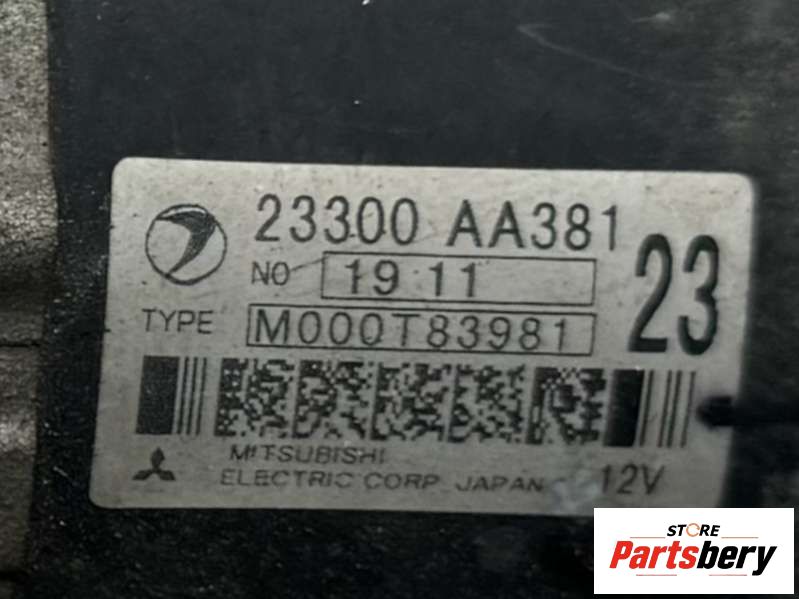 23300 AA381
NO 19 11
23
TYPE M000T83981
MITSUBISHI
ELECTRIC CORP. JAPAN 12V
STORE
Partsbery